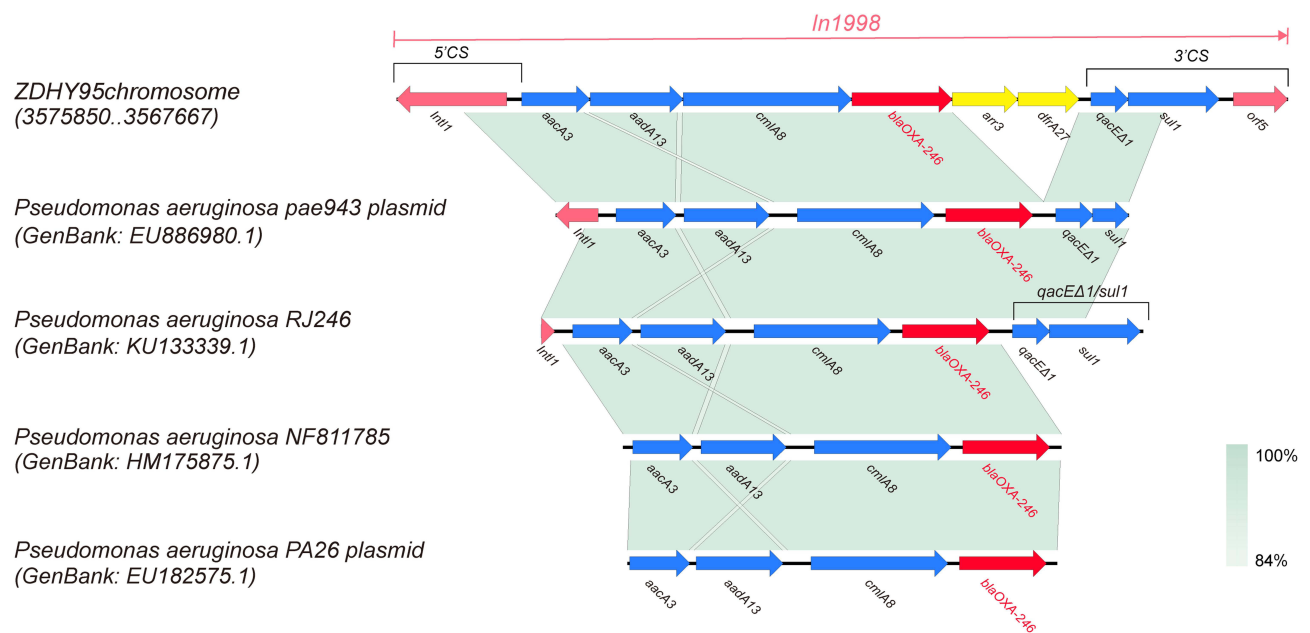 In1998
5'CS
3'CS
ZDHY95chromosome
(3575850..3567667)
IntI1
aacA3
aadA13
cmlA8
blaOXA-246
arr3
dfrA27
qacEΔ1
sul1
orf5
Pseudomonas aeruginosa pae943 plasmid
(GenBank: EU886980.1)
IntI1
aacA3
aadA13
cmlA8
blaOXA-246
qacEΔ1
sul1
qacEΔ1/sul1
Pseudomonas aeruginosa RJ246
(GenBank: KU133339.1)
IntI1
aacA3
aadA13
cmlA8
blaOXA-246
qacEΔ1
sul1
Pseudomonas aeruginosa NF811785
(GenBank: HM175875.1)
aacA3
aadA13
cmlA8
blaOXA-246
100%
84%
Pseudomonas aeruginosa PA26 plasmid
(GenBank: EU182575.1)
aacA3
aadA13
cmlA8
blaOXA-246